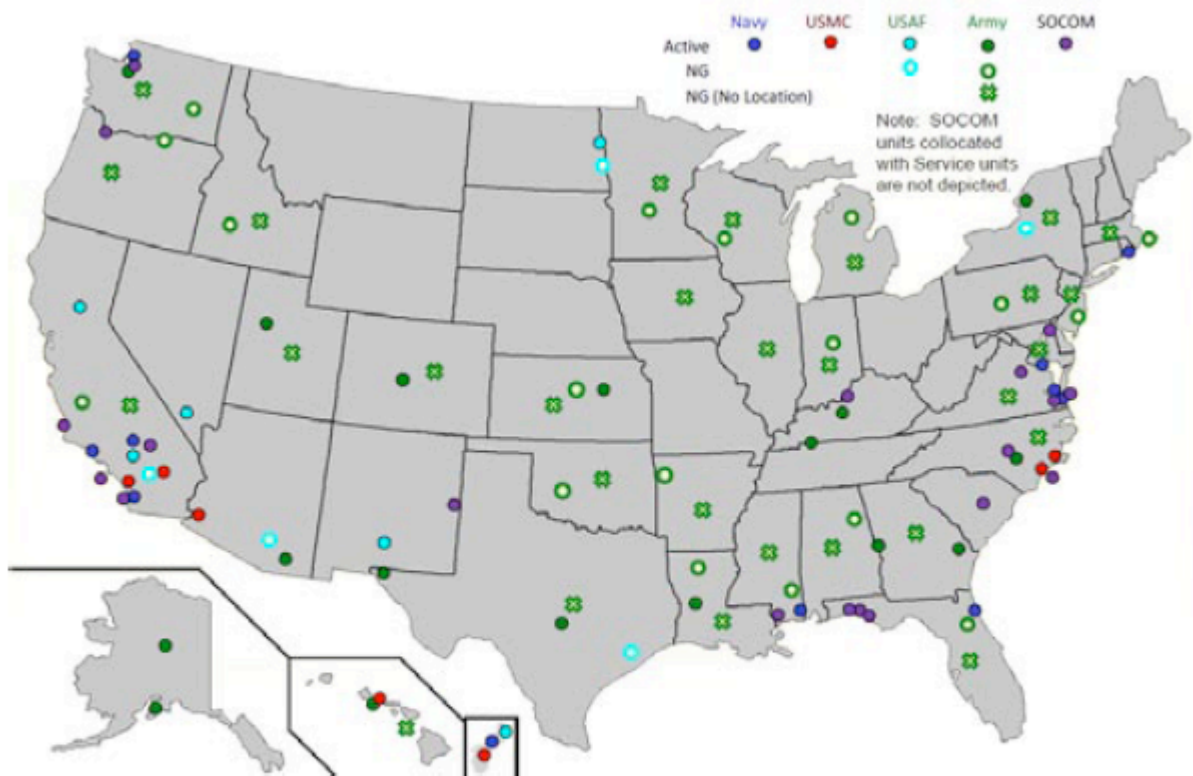 Navy USMC USAF Army SOCOM
Active
NG
NG (No Location)
Note: SOCOM
units collocated
with Service units
are not depicted.